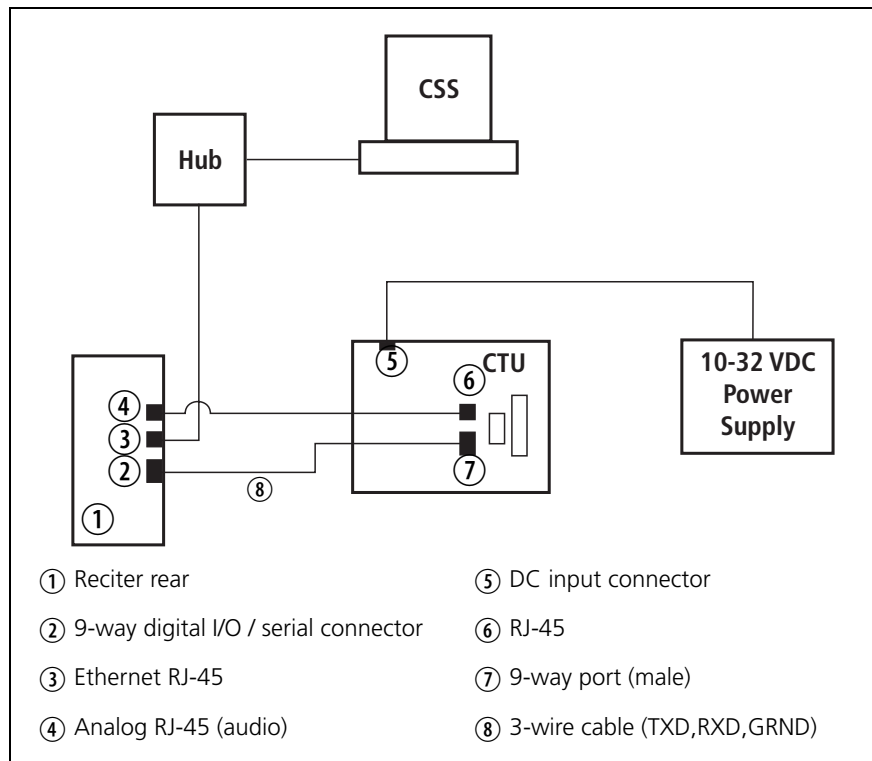 CSS
Hub
⑤
CTU
⑥
10-32 VDC
Power
Supply
④
③
②
⑦
⑧
①
① Reciter rear
② 9-way digital I/O / serial connector
③ Ethernet RJ-45
④ Analog RJ-45 (audio)
⑤ DC input connector
⑥ RJ-45
⑦ 9-way port (male)
⑧ 3-wire cable (TXD,RXD,GRND)